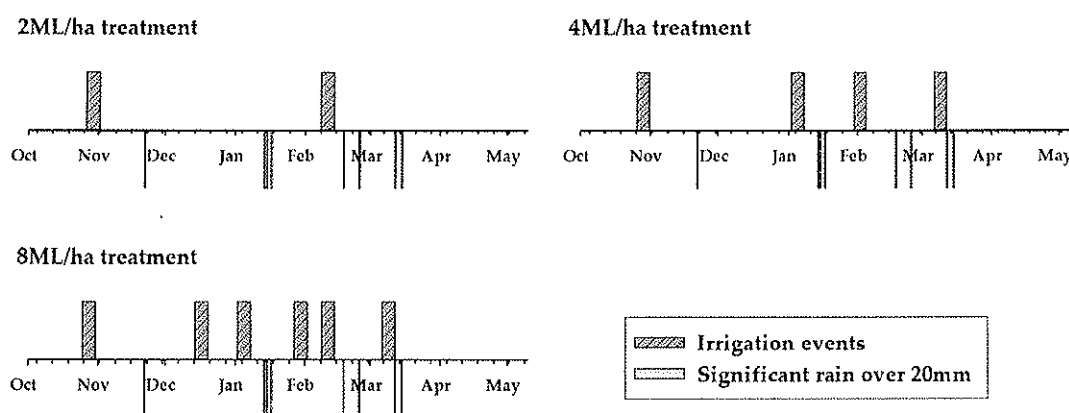 2ML/ha treatment
Oct Nov Dec Jan Feb Mar Apr May
4ML/ha treatment
Oct Nov Dec Jan Feb Mar Apr May
8ML/ha treatment
Oct Nov Dec Jan Feb Mar Apr May
Irrigation events
Significant rain over 20mm